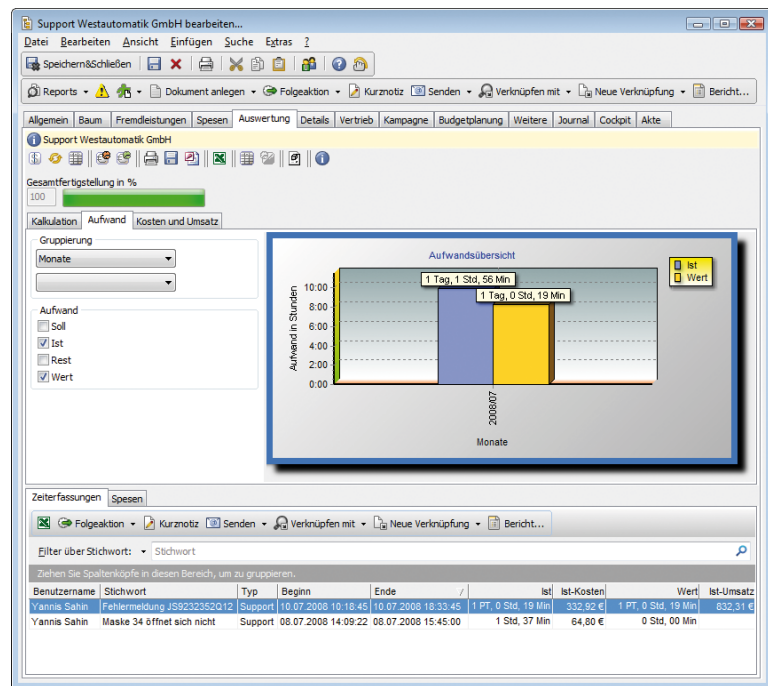 Support Westautomatik GmbH bearbeiten...
Datei Bearbeiten Ansicht Einfügen Suche Extras ?
Speichern&Schließen
Reports Dokument anlegen Folgeaktion Kurznotiz Senden Verknüpfen mit Neue Verknüpfung Bericht...
Allgemein Baum Fremdleistungen Spesen Auswertung Details Vertrieb Kampagne Budgetplanung Weitere Journal Cockpit Akte
Support Westautomatik GmbH
Gesamtfertigstellung in %
100
Kalkulation Aufwand Kosten und Umsatz
Gruppierung
Monate
Aufwand
Soll
Ist
Rest
Wert
Aufwandsübersicht
Ist
Wert
1 Tag, 1 Std, 56 Min
1 Tag, 0 Std, 19 Min
Aufwand in Stunden
10:00
8:00
6:00
4:00
2:00
0:00
2008/07
Monate
Zeiterfassungen Spesen
Folgeaktion Kurznotiz Senden Verknüpfen mit Neue Verknüpfung Bericht...
Filter über Stichwort: Stichwort
Ziehen Sie Spaltenköpfe in diesen Bereich, um zu gruppieren.
Benutzername Stichwort Typ Beginn Ende / Ist Ist-Kosten Wert Ist-Umsatz
Yannis Sahin Fehlermeldung JS9232352Q12 Support 10.07.2008 10:18:45 10.07.2008 18:33:45 1 PT, 0 Std, 19 Min 332,92 € 1 PT, 0 Std, 19 Min 832,31 €
Yannis Sahin Maske 34 öffnet sich nicht Support 08.07.2008 14:09:22 08.07.2008 15:45:00 1 Std, 37 Min 64,80 € 0 Std, 00 Min